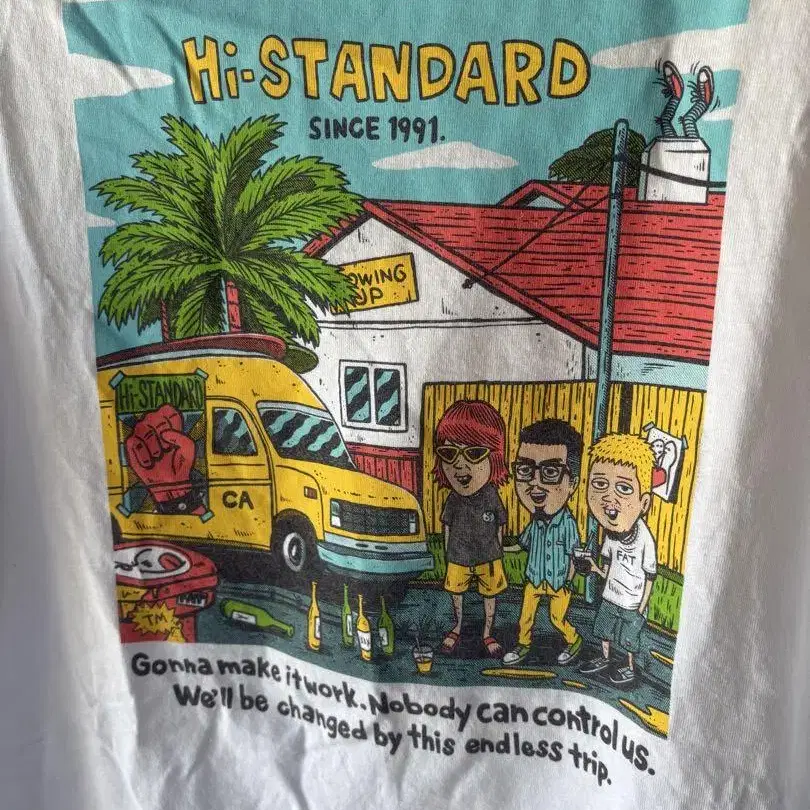 Hi-STANDARD
SINCE 1991.
OWING
UP
Hi-STANDARD
CA
FAT
TM
Gonna make it work. Nobody can control us.
We'll be changed by this endless trip.